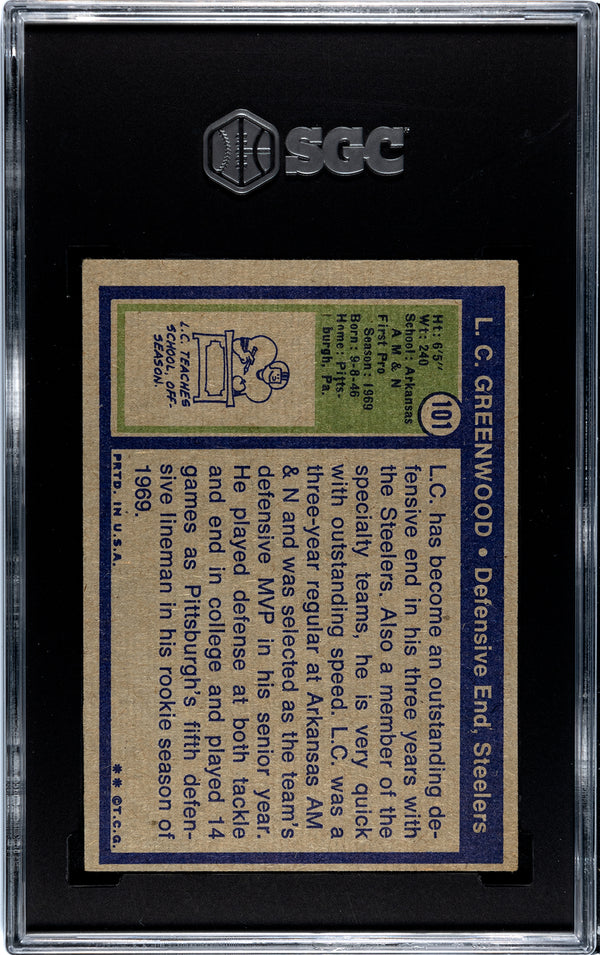 SGC
L.C. GREENWOOD • Defensive End, Steelers
101
Ht: 6'5"
Wt: 240
School: Arkansas
A M & N
First Pro
Season: 1969
Born: 9-8-46
Home: Pitts-
burgh, Pa.
L.C. TEACHES
SCHOOL, OFF-
SEASON.
L.C. has become an outstanding de-
fensive end in his three years with
the Steelers. Also a member of the
specialty teams, he is very quick
with outstanding speed. L.C. was a
three-year regular at Arkansas AM
& N and was selected as the team's
defensive MVP in his senior year.
He played defense at both tackle
and end in college and played 14
games as Pittsburgh's fifth defen-
sive lineman in his rookie season of
1969.
PRTD. IN U.S.A.
** ©T.C.G.